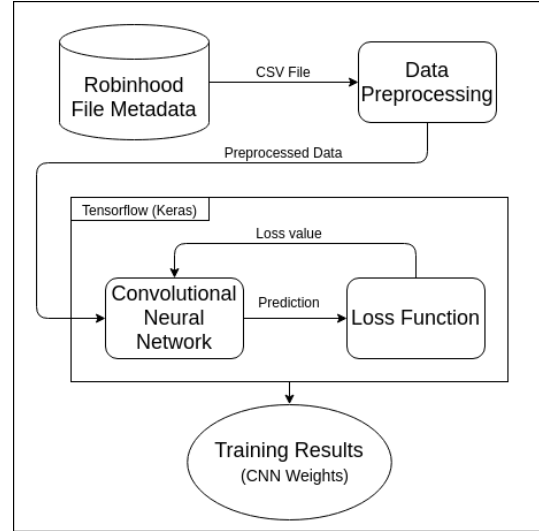 Robinhood
File Metadata
CSV File
Data
Preprocessing
Preprocessed Data
Tensorflow (Keras)
Loss value
Convolutional
Neural
Network
Prediction
Loss Function
Training Results
(CNN Weights)